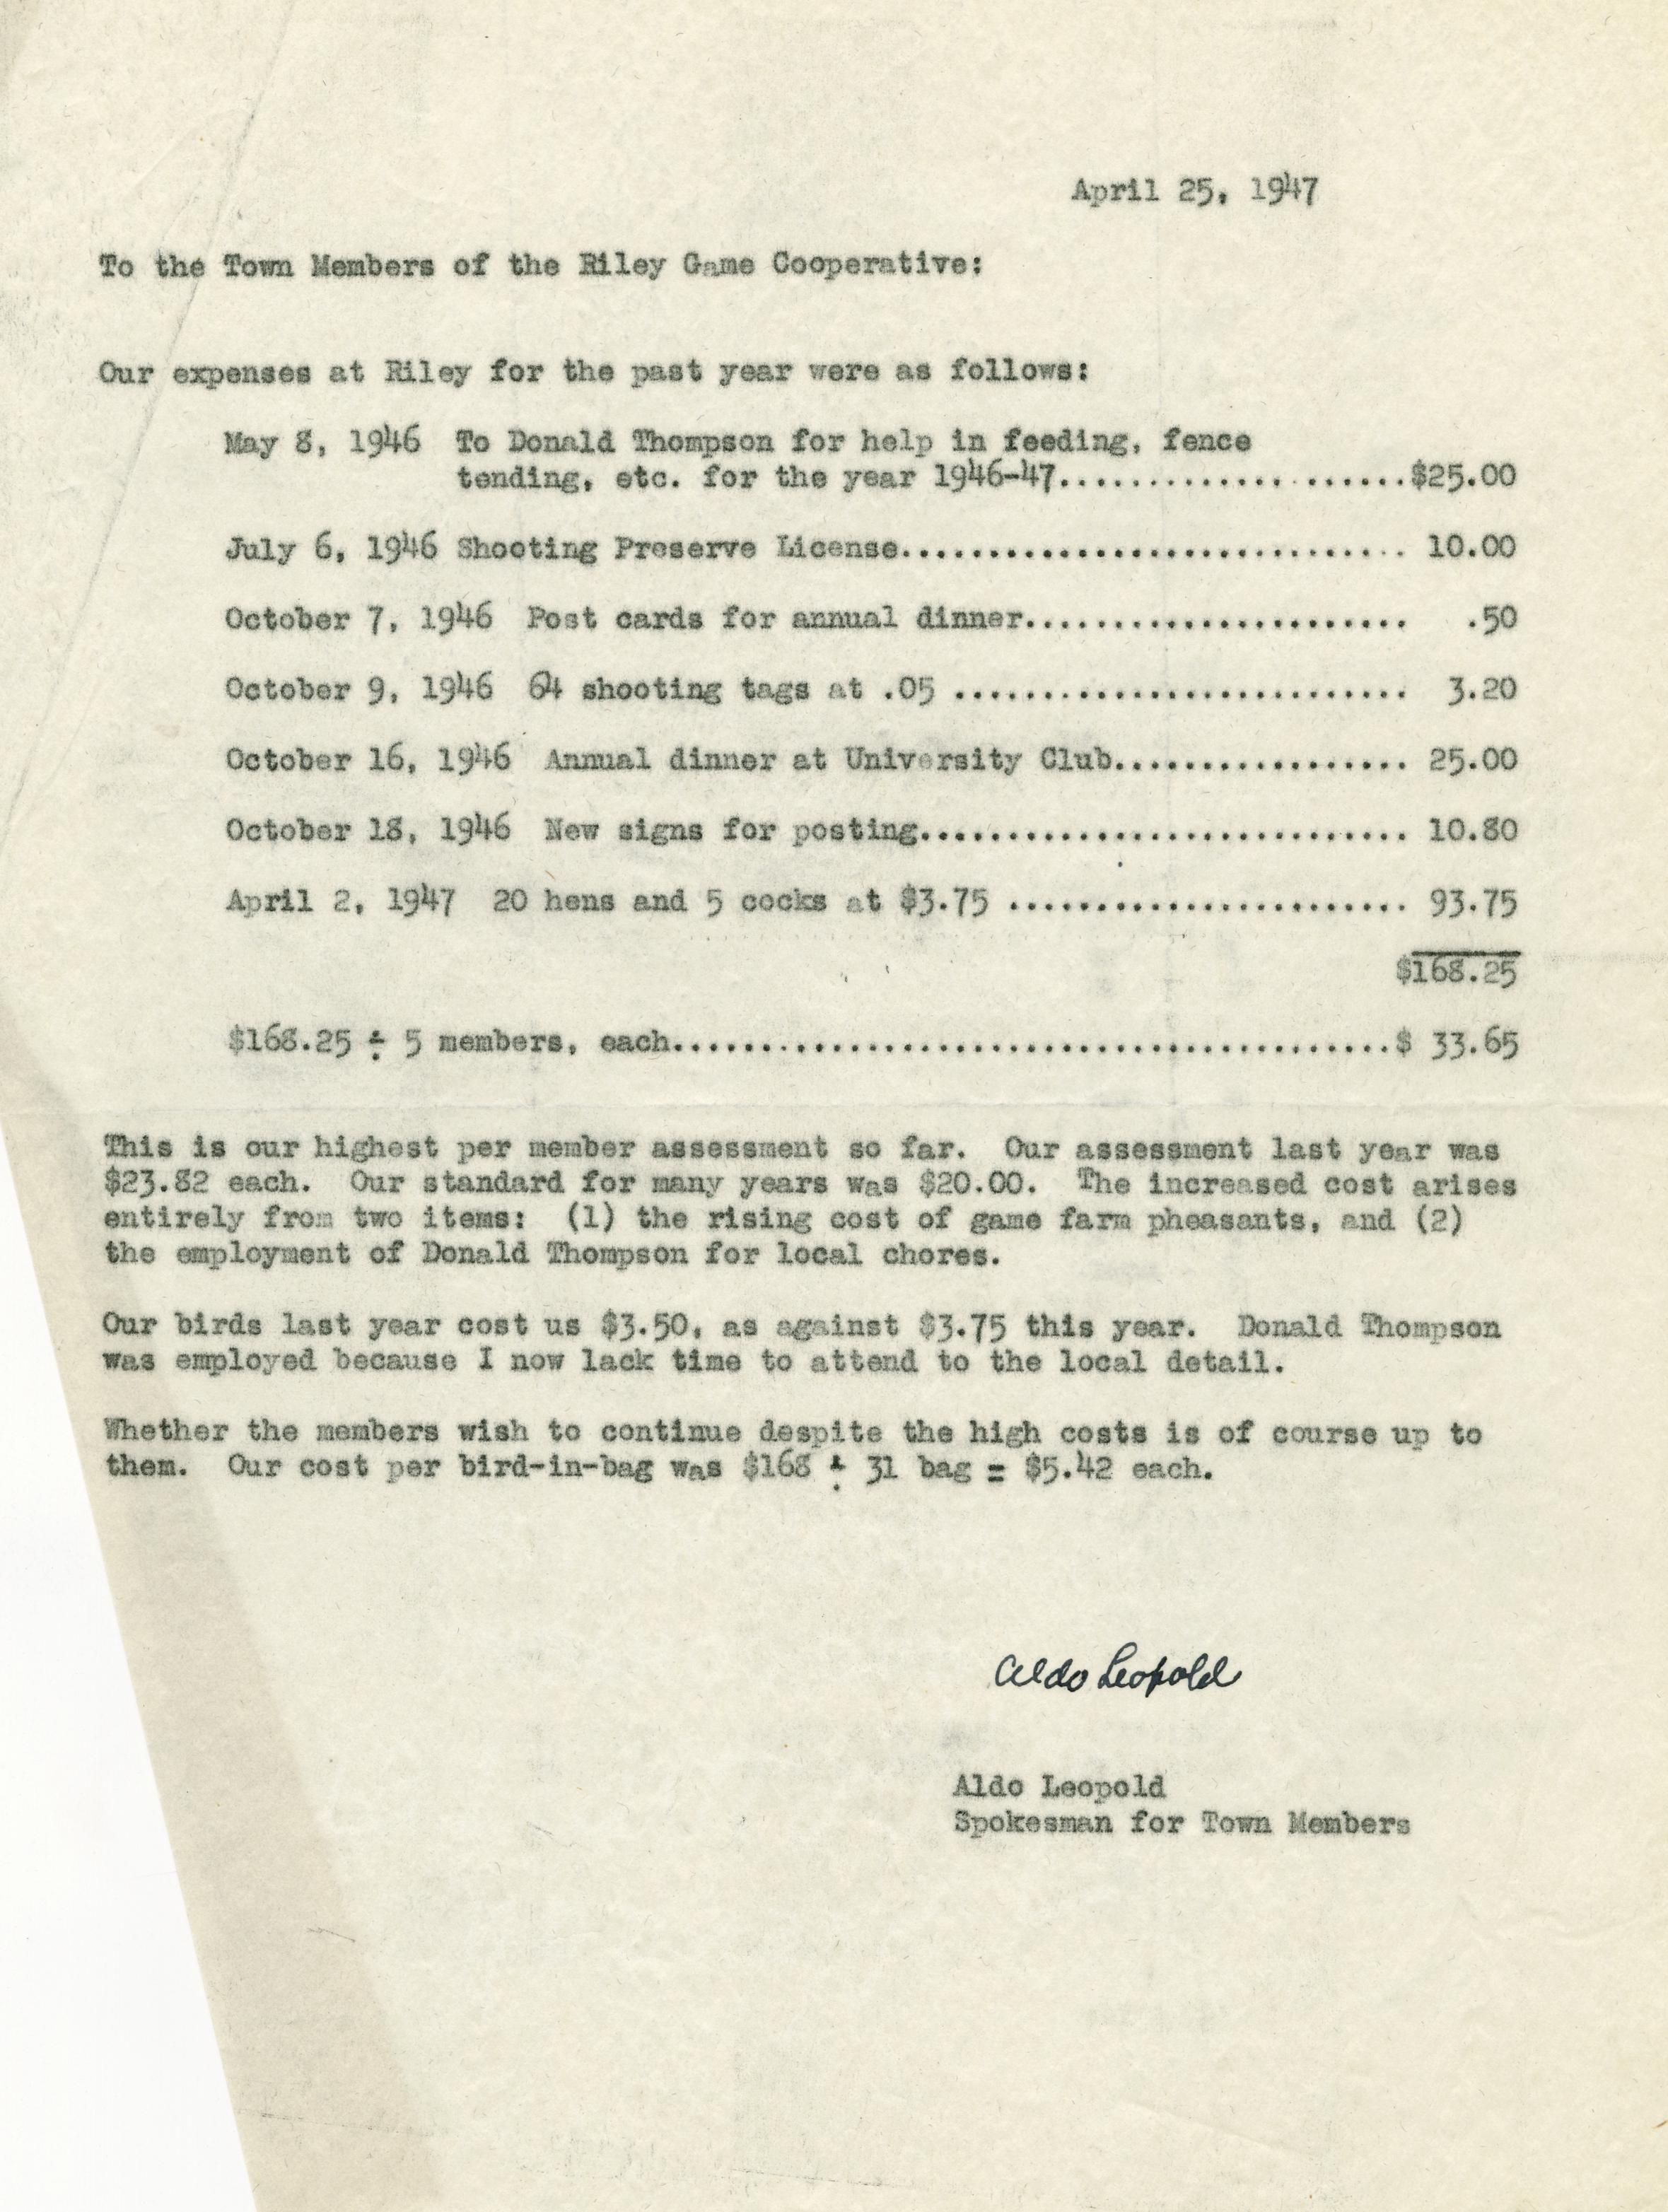 April 25, 1947
To the Town Members of the Riley Game Cooperative:
Our expenses at Riley for the past year were as follows:
May 8, 1946 To Donald Thompson for help in feeding, fence
tending, etc. for the year 1946-47....................$25.00
July 6, 1946 Shooting Preserve License............................. 10.00
October 7, 1946 Post cards for annual dinner...................... .50
October 9, 1946 64 shooting tags at .05 .......................... 3.20
October 16, 1946 Annual dinner at University Club................. 25.00
October 18, 1946 New signs for posting............................ 10.80
April 2, 1947 20 hens and 5 cocks at $3.75 ....................... 93.75
$168.25
$168.25 ÷ 5 members, each.........................................$ 33.65
This is our highest per member assessment so far. Our assessment last year was
$23.82 each. Our standard for many years was $20.00. The increased cost arises
entirely from two items: (1) the rising cost of game farm pheasants, and (2)
the employment of Donald Thompson for local chores.
Our birds last year cost us $3.50, as against $3.75 this year. Donald Thompson
was employed because I now lack time to attend to the local detail.
Whether the members wish to continue despite the high costs is of course up to
them. Our cost per bird-in-bag was $168 ÷ 31 bag = $5.42 each.
Aldo Leopold
Aldo Leopold
Spokesman for Town Members